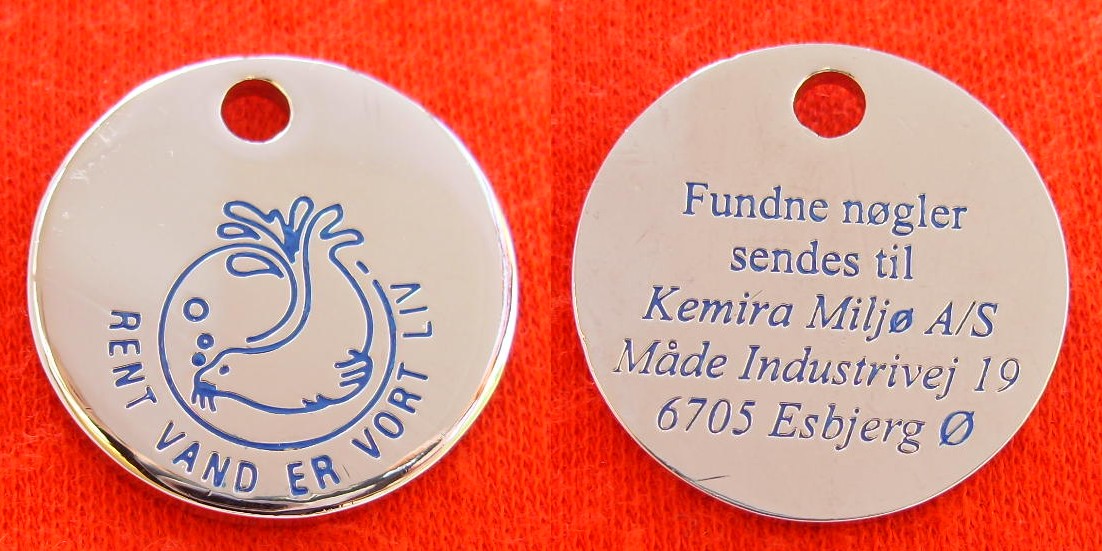 RENT VAND ER VORT LIV
Fundne nøgler
sendes til
Kemira Miljø A/S
Måde Industrivej 19
6705 Esbjerg Ø